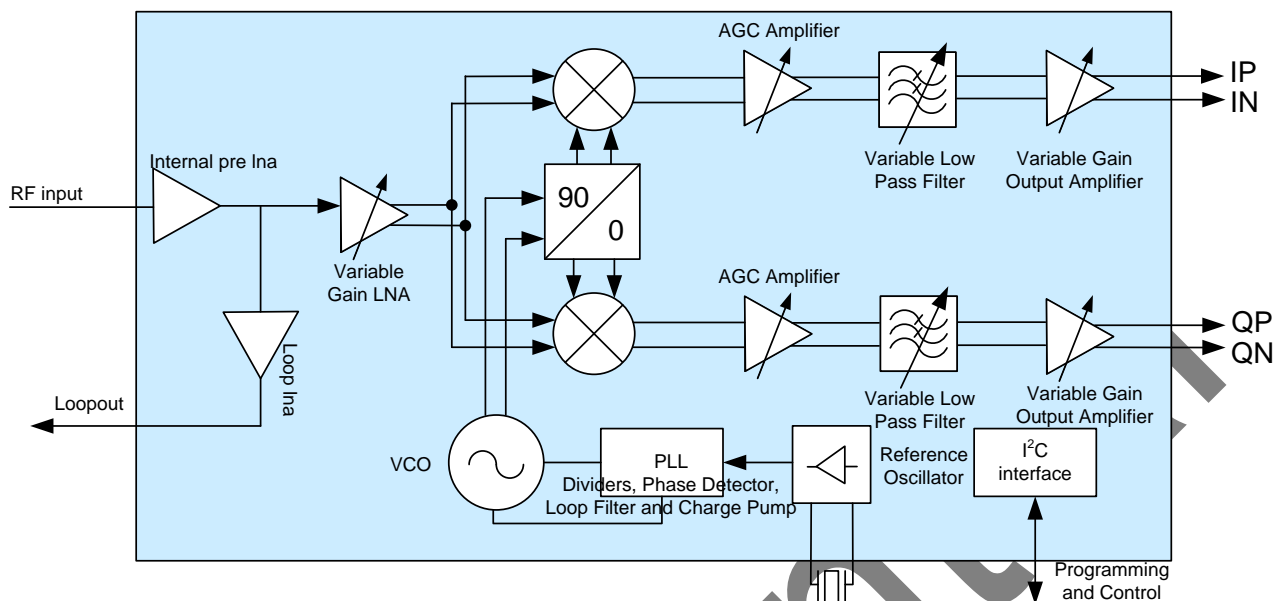 AGC Amplifier
IP
IN
Internal pre lna
Variable Low
Pass Filter
Variable Gain
Output Amplifier
RF input
90
0
Variable
Gain LNA
AGC Amplifier
QP
QN
Loop lna
Loopout
Variable Low
Pass Filter
Variable Gain
Output Amplifier
VCO
PLL
Dividers, Phase Detector,
Loop Filter and Charge Pump
Reference
Oscillator
I²C
interface
Programming
and Control